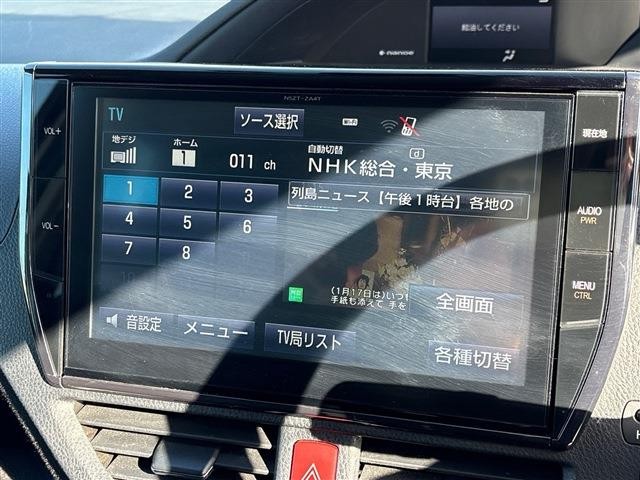 給油してください
nanoe
NSZT-ZA4T
TV
ソース選択
Wi-Fi
VOL+
現在地
地デジ
ホーム
1
011 ch
自動切替
d
NHK総合・東京
1 2 3
列島ニュース【午後1時台】各地の
4 5 6
AUDIO
PWR
VOL-
7 8
MENU
CTRL
(1月17日は)いつも
手紙も添えて 手を
全画面
音設定
メニュー
TV局リスト
各種切替